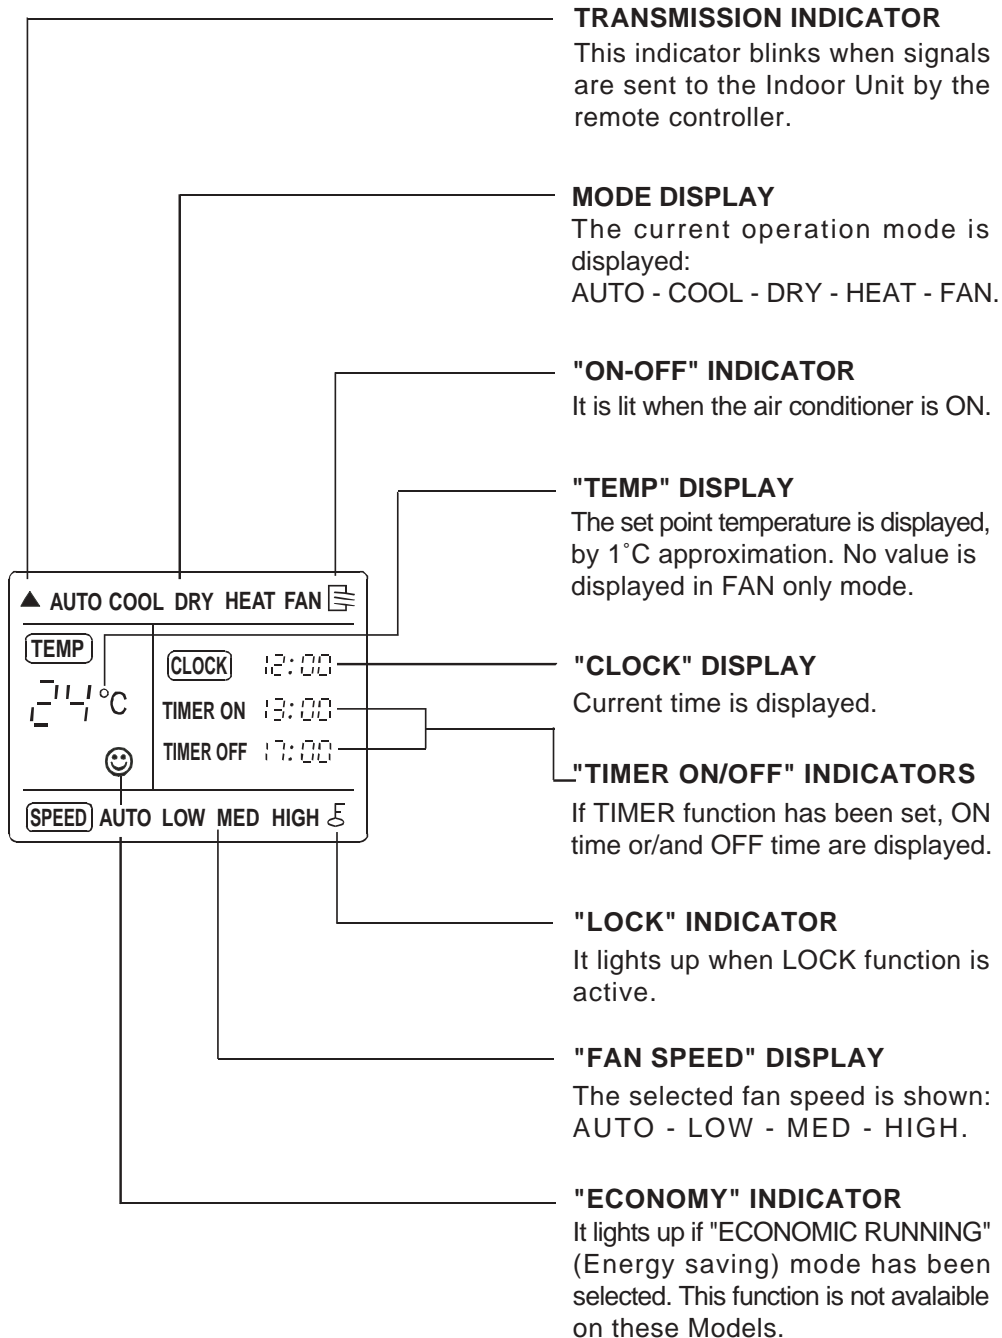 TRANSMISSION INDICATOR
This indicator blinks when signals
are sent to the Indoor Unit by the
remote controller.
MODE DISPLAY
The current operation mode is
displayed:
AUTO - COOL - DRY - HEAT - FAN.
"ON-OFF" INDICATOR
It is lit when the air conditioner is ON.
"TEMP" DISPLAY
The set point temperature is displayed,
by 1˚C approximation. No value is
displayed in FAN only mode.
▲ AUTO COOL DRY HEAT FAN
TEMP
24°C
CLOCK 12:00
TIMER ON 13:00
TIMER OFF 17:00
SPEED AUTO LOW MED HIGH
"CLOCK" DISPLAY
Current time is displayed.
"TIMER ON/OFF" INDICATORS
If TIMER function has been set, ON
time or/and OFF time are displayed.
"LOCK" INDICATOR
It lights up when LOCK function is
active.
"FAN SPEED" DISPLAY
The selected fan speed is shown:
AUTO - LOW - MED - HIGH.
"ECONOMY" INDICATOR
It lights up if "ECONOMIC RUNNING"
(Energy saving) mode has been
selected. This function is not avalaible
on these Models.